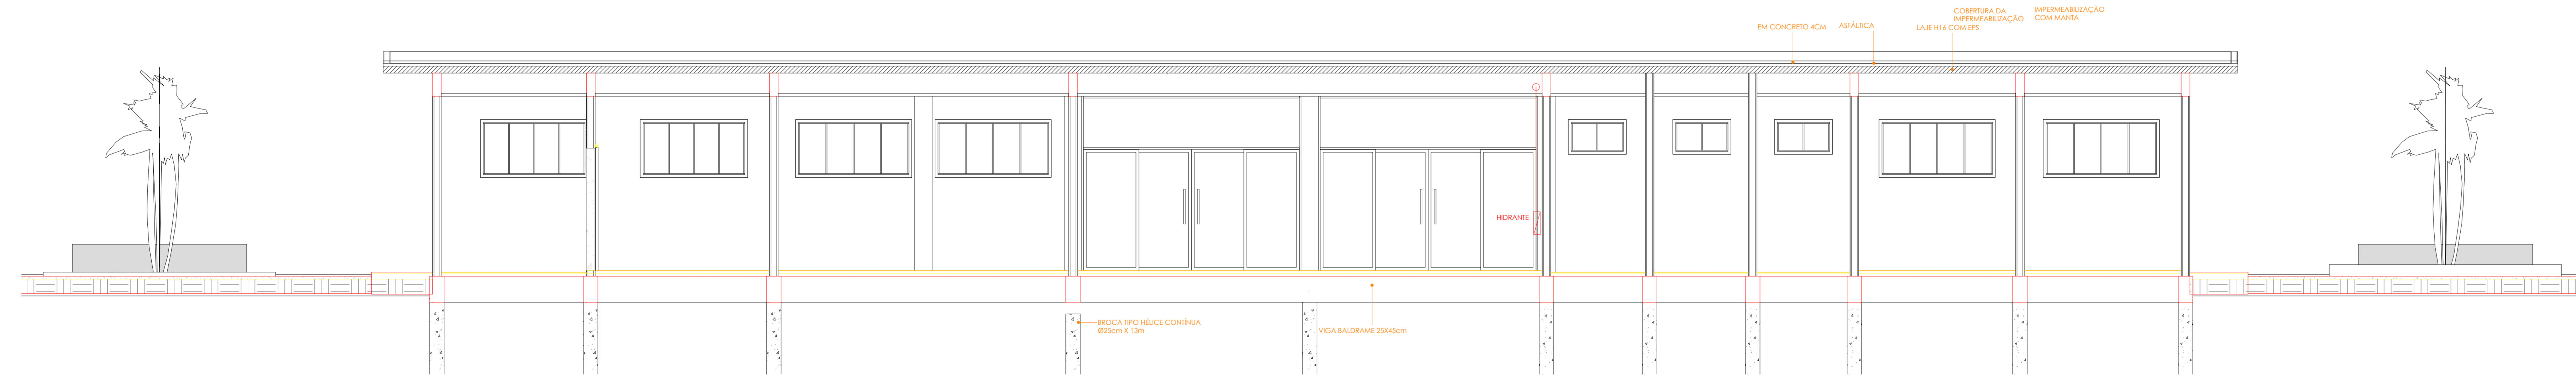 COBERTURA DA
IMPERMEABILIZAÇÃO
IMPERMEABILIZAÇÃO
COM MANTA
EM CONCRETO 4CM
ASFÁLTICA
LAJE H16 COM EPS
HIDRANTE
BROCA TIPO HÉLICE CONTÍNUA
Ø25cm X 13m
VIGA BALDRAME 25X45cm